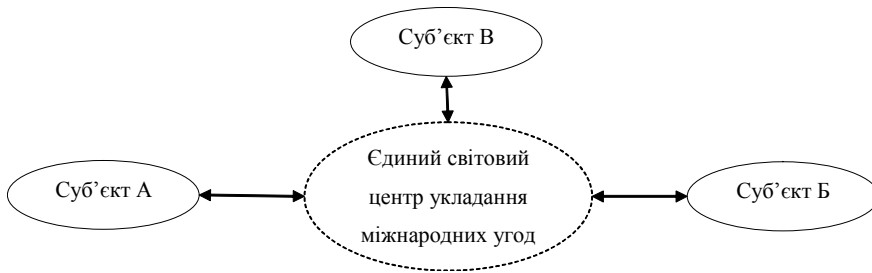 Суб’єкт В
Єдиний світовий
центр укладання
міжнародних угод
Суб’єкт А
Суб’єкт Б